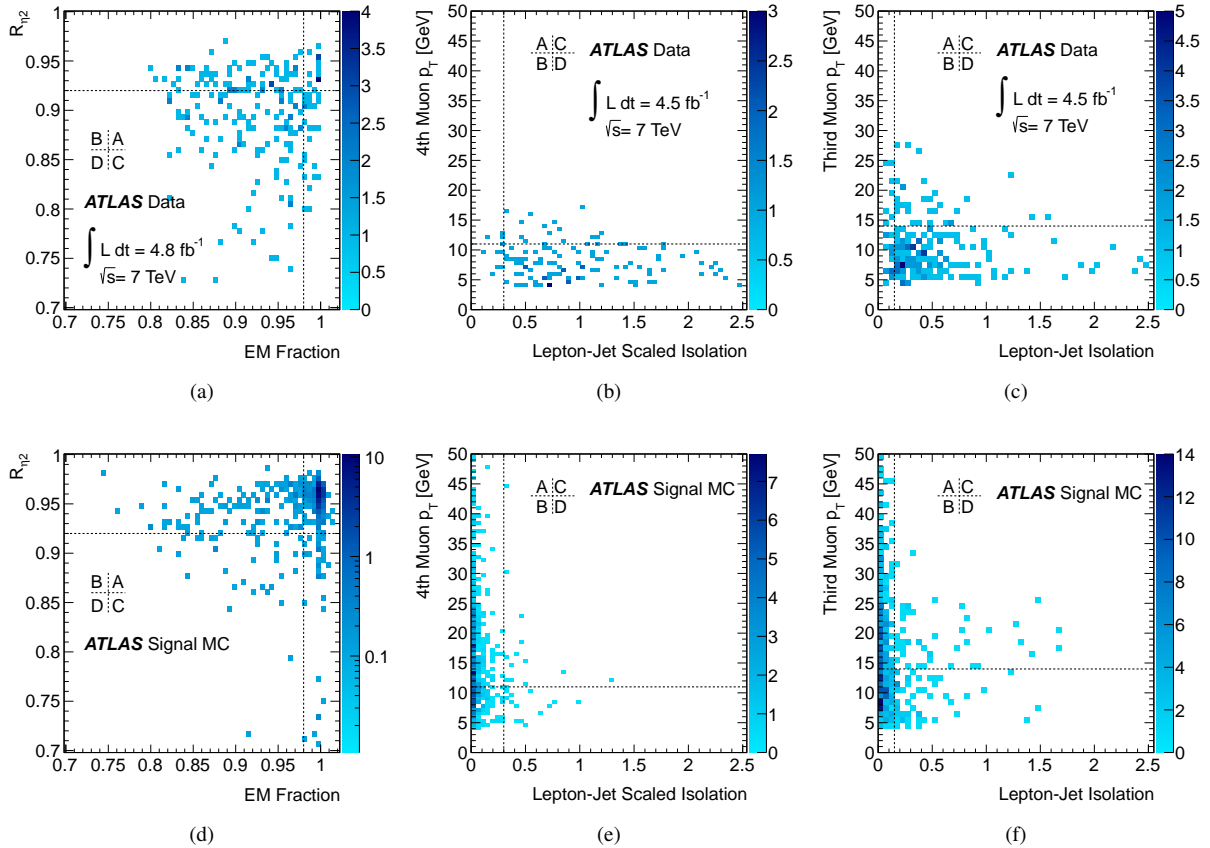 R_η2
1
0.95
0.9
0.85
0.8
0.75
0.7
0.7 0.75 0.8 0.85 0.9 0.95 1
EM Fraction
B A
D C
ATLAS Data
∫ L dt = 4.8 fb⁻¹
√s= 7 TeV
4
3.5
3
2.5
2
1.5
1
0.5
0
(a)
4th Muon p_T [GeV]
50
45
40
35
30
25
20
15
10
5
0
0 0.5 1 1.5 2 2.5
Lepton-Jet Scaled Isolation
A C
B D
ATLAS Data
∫ L dt = 4.5 fb⁻¹
√s= 7 TeV
3
2.5
2
1.5
1
0.5
0
(b)
Third Muon p_T [GeV]
50
45
40
35
30
25
20
15
10
5
0
0 0.5 1 1.5 2 2.5
Lepton-Jet Isolation
A C
B D
ATLAS Data
∫ L dt = 4.5 fb⁻¹
√s= 7 TeV
5
4.5
4
3.5
3
2.5
2
1.5
1
0.5
0
(c)
R_η2
1
0.95
0.9
0.85
0.8
0.75
0.7
0.7 0.75 0.8 0.85 0.9 0.95 1
EM Fraction
B A
D C
ATLAS Signal MC
10
1
0.1
(d)
4th Muon p_T [GeV]
50
45
40
35
30
25
20
15
10
5
0
0 0.5 1 1.5 2 2.5
Lepton-Jet Scaled Isolation
A C
B D
ATLAS Signal MC
7
6
5
4
3
2
1
0
(e)
Third Muon p_T [GeV]
50
45
40
35
30
25
20
15
10
5
0
0 0.5 1 1.5 2 2.5
Lepton-Jet Isolation
A C
B D
ATLAS Signal MC
14
12
10
8
6
4
2
0
(f)